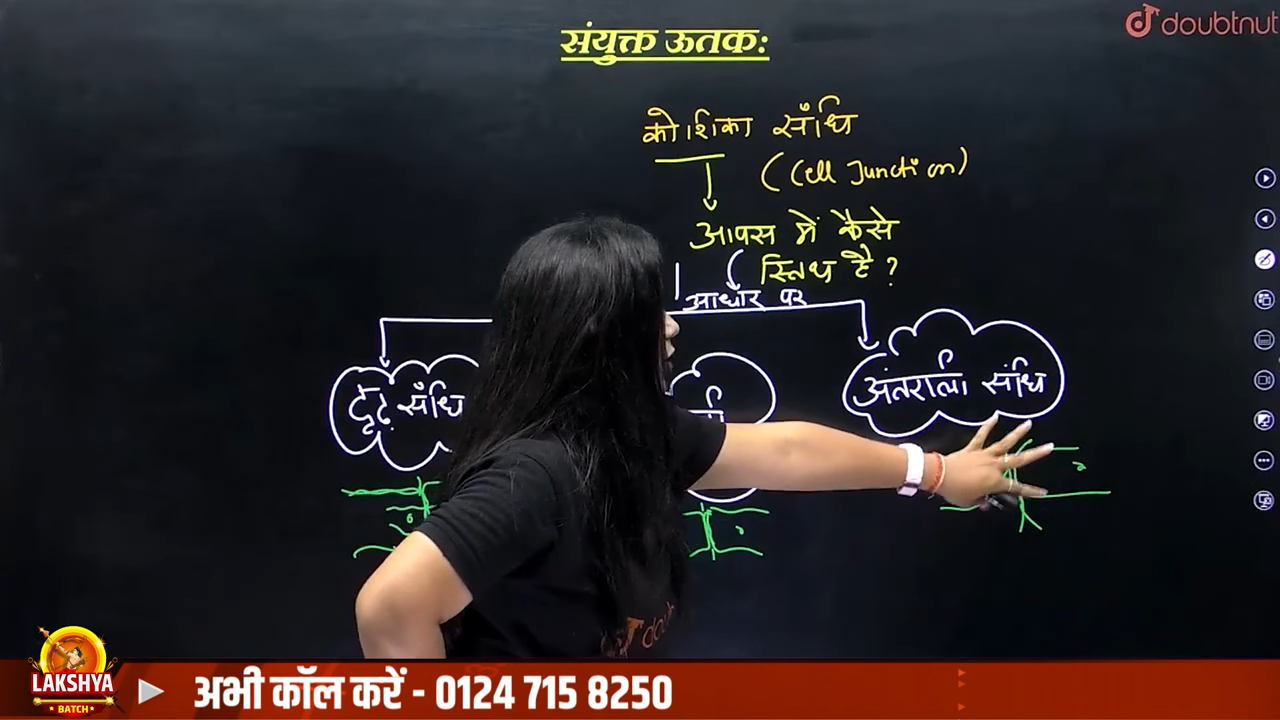 doubtnut
संयुक्त ऊतक:
कोशिका संधि
(Cell Junction)
आपस में कैसे
स्तिथ है?
आधार पर
दृढ़ संधि
अंतराली संधि
LAKSHYA
BATCH
अभी कॉल करें - 0124 715 8250